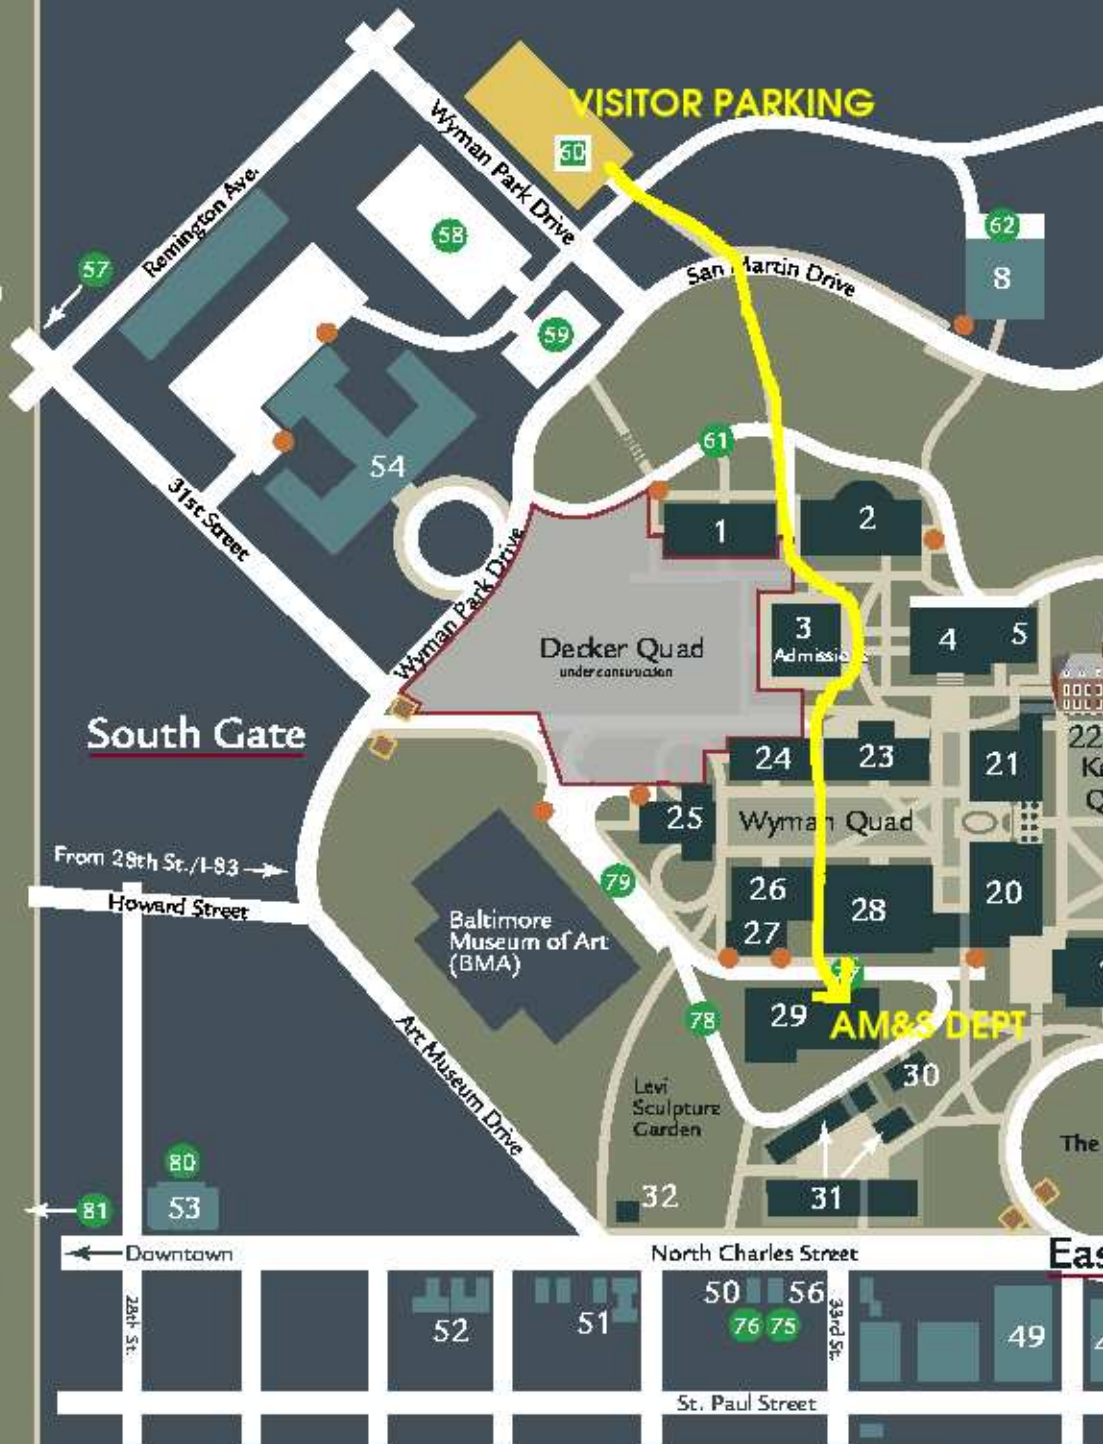 VISITOR PARKING
60
Wyman Park Drive
Remington Ave.
58
57
62
8
San Martin Drive
59
61
54
31st Street
1
2
Wyman Park Drive
3
4
5
Admissions
Decker Quad
under construction
South Gate
24
23
21
22
25
Wyman Quad
From 28th St./I-83
Howard Street
79
26
28
20
27
Baltimore
Museum of Art
(BMA)
78
29
AM&S DEPT
Art Museum Drive
30
Levi
Sculpture
Garden
The
80
53
81
32
31
Downtown
North Charles Street
Eas
28th St.
52
51
50
56
76
75
33rd St.
49
St. Paul Street